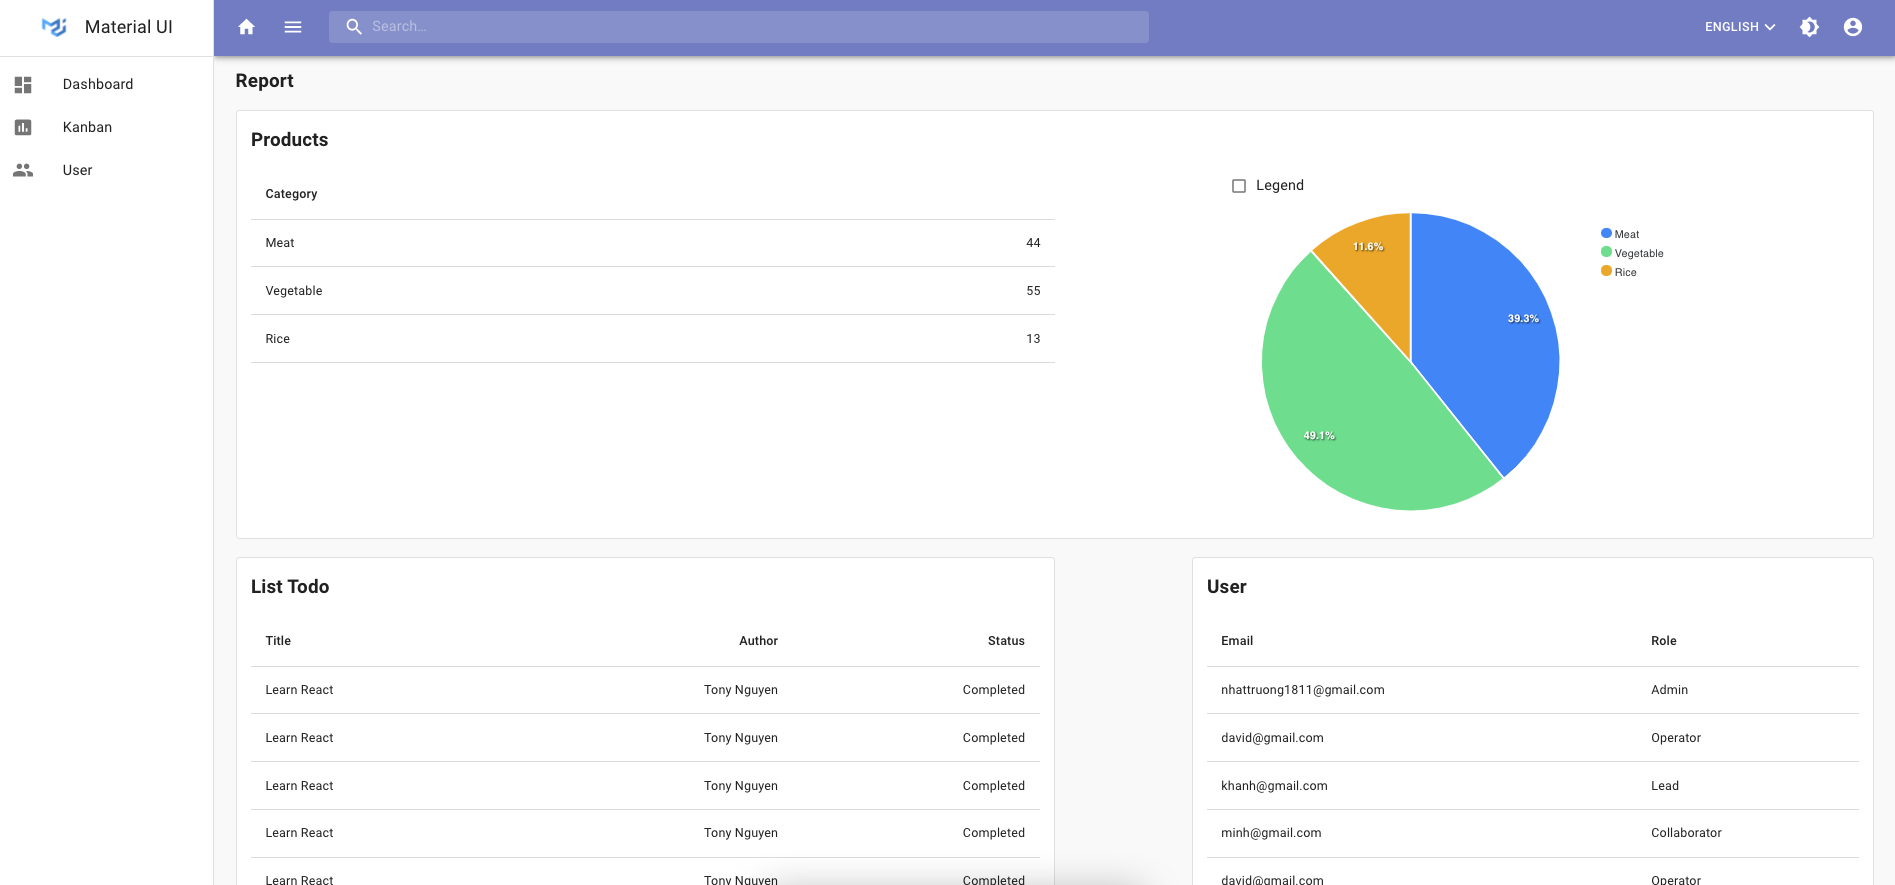 Material UI
Search...
ENGLISH
Dashboard
Kanban
User
Report
Products
Category
Meat 44
Vegetable 55
Rice 13
Legend
11.6%
39.3%
49.1%
Meat
Vegetable
Rice
List Todo
Title Author Status
Learn React Tony Nguyen Completed
Learn React Tony Nguyen Completed
Learn React Tony Nguyen Completed
Learn React Tony Nguyen Completed
Learn React Tony Nguyen Completed
User
Email Role
nhattruong1811@gmail.com Admin
david@gmail.com Operator
khanh@gmail.com Lead
minh@gmail.com Collaborator
david@gmail.com Operator